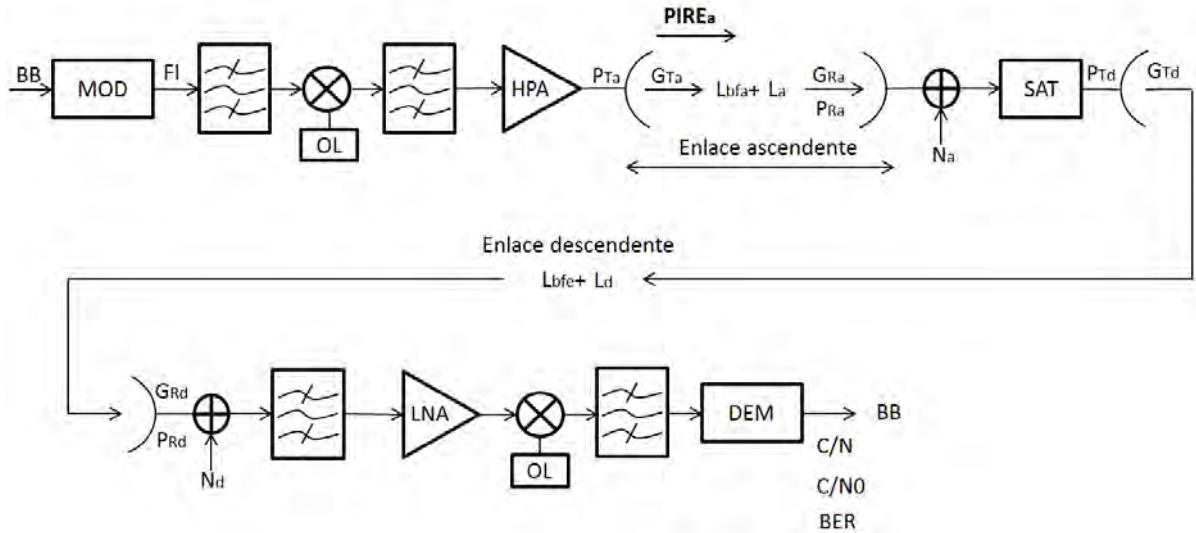 PIREa
BB MOD FI OL HPA PTa GTa Lbfa+ La GRa PRa Na SAT PTd GTd
Enlace ascendente
Enlace descendente
Lbfe+ Ld
GRd PRd Nd LNA OL DEM BB
C/N
C/N0
BER